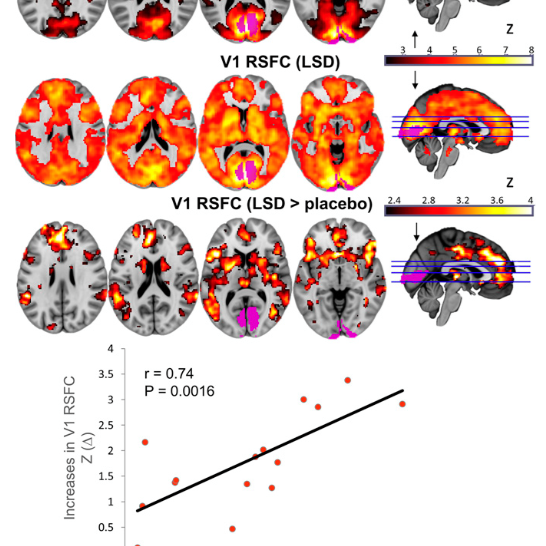 Z
3 4 5 6 7 8
V1 RSFC (LSD)
Z
2.4 2.8 3.2 3.6 4
V1 RSFC (LSD > placebo)
4
r = 0.74
3.5
P = 0.0016
3
2.5
2
1.5
1
0.5
Increases in V1 RSFC
Z (Δ)